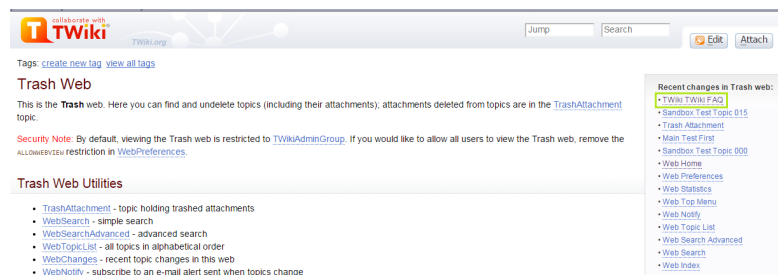 collaborate with
TWiki
TWiki.org
Jump
Search
Edit
Attach
Tags: create new tag view all tags
Trash Web
This is the Trash web. Here you can find and undelete topics (including their attachments); attachments deleted from topics are in the TrashAttachment
topic.
Security Note: By default, viewing the Trash web is restricted to TWikiAdminGroup. If you would like to allow all users to view the Trash web, remove the
ALLOWWEBVIEW restriction in WebPreferences.
Trash Web Utilities
• TrashAttachment - topic holding trashed attachments
• WebSearch - simple search
• WebSearchAdvanced - advanced search
• WebTopicList - all topics in alphabetical order
• WebChanges - recent topic changes in this web
• WebNotify - subscribe to an e-mail alert sent when topics change
Recent changes in Trash web:
• TWiki TWiki FAQ
• Sandbox Test Topic 015
• Trash Attachment
• Main Test First
• Sandbox Test Topic 000
• Web Home
• Web Preferences
• Web Statistics
• Web Top Menu
• Web Notify
• Web Topic List
• Web Search Advanced
• Web Search
• Web Index